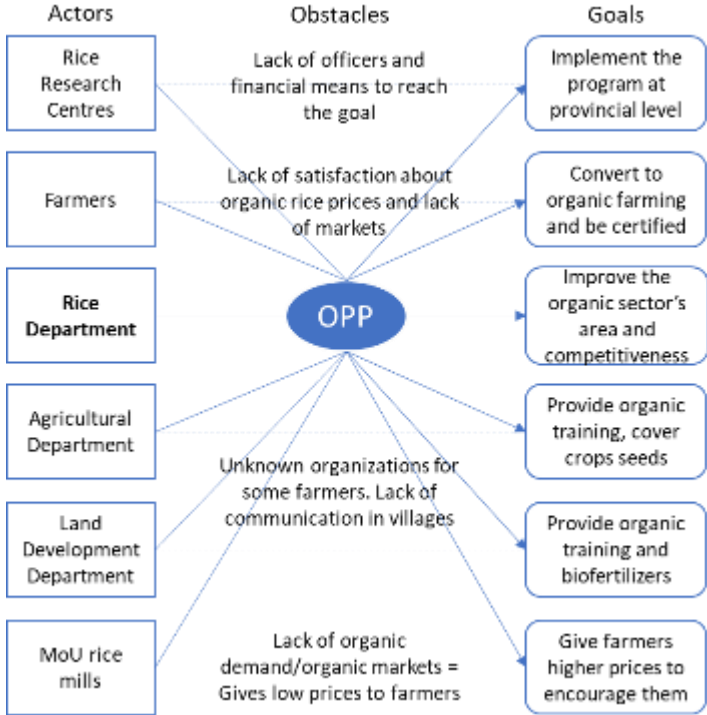 Actors
Obstacles
Goals
Rice
Research
Centres
Lack of officers and
financial means to reach
the goal
Implement the
program at
provincial level
Farmers
Lack of satisfaction about
organic rice prices and lack
of markets
Convert to
organic farming
and be certified
Rice
Department
OPP
Improve the
organic sector's
area and
competitiveness
Agricultural
Department
Provide organic
training, cover
crops seeds
Unknown organizations for
some farmers. Lack of
communication in villages
Land
Development
Department
Provide organic
training and
biofertilizers
MoU rice
mills
Lack of organic
demand/organic markets =
Gives low prices to farmers
Give farmers
higher prices to
encourage them